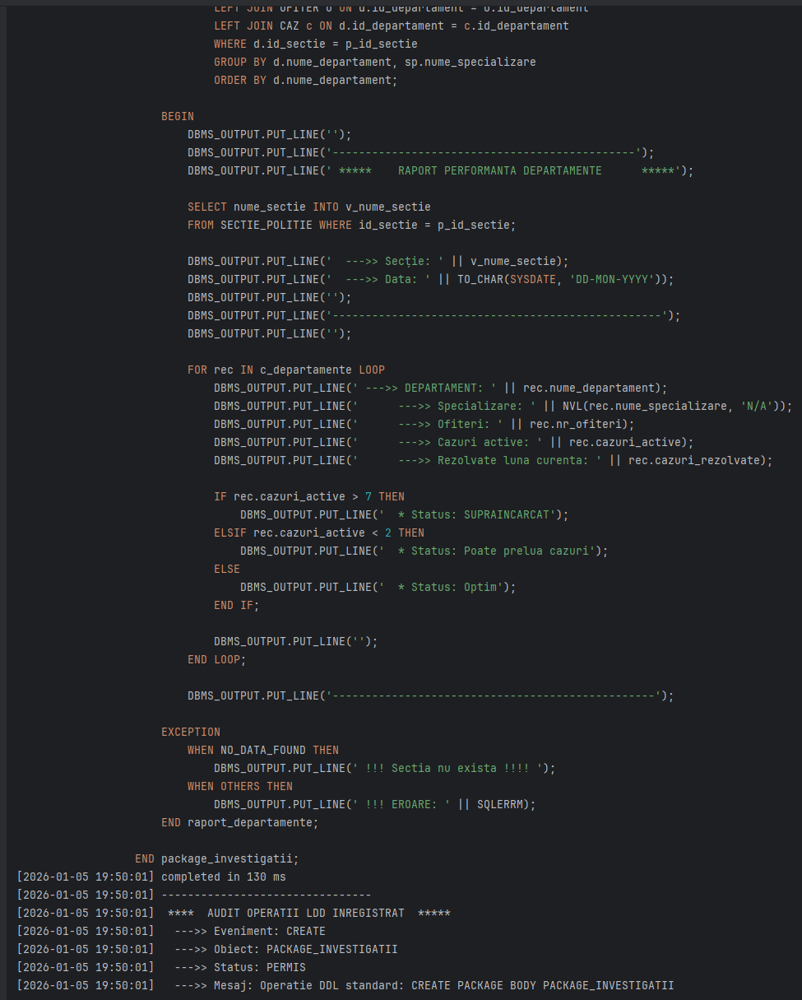 LEFT JOIN OFITER o ON d.id_departament = o.id_departament
LEFT JOIN CAZ c ON d.id_departament = c.id_departament
WHERE d.id_sectie = p_id_sectie
GROUP BY d.nume_departament, sp.nume_specializare
ORDER BY d.nume_departament;
BEGIN
DBMS_OUTPUT.PUT_LINE('');
DBMS_OUTPUT.PUT_LINE('----------------------------------------------');
DBMS_OUTPUT.PUT_LINE(' *****    RAPORT PERFORMANTA DEPARTAMENTE      *****');
SELECT nume_sectie INTO v_nume_sectie
FROM SECTIE_POLITIE WHERE id_sectie = p_id_sectie;
DBMS_OUTPUT.PUT_LINE('  --->> Secție: ' || v_nume_sectie);
DBMS_OUTPUT.PUT_LINE('  --->> Data: ' || TO_CHAR(SYSDATE, 'DD-MON-YYYY'));
DBMS_OUTPUT.PUT_LINE('');
DBMS_OUTPUT.PUT_LINE('--------------------------------------------------');
DBMS_OUTPUT.PUT_LINE('');
FOR rec IN c_departamente LOOP
DBMS_OUTPUT.PUT_LINE(' --->> DEPARTAMENT: ' || rec.nume_departament);
DBMS_OUTPUT.PUT_LINE('      --->> Specializare: ' || NVL(rec.nume_specializare, 'N/A'));
DBMS_OUTPUT.PUT_LINE('      --->> Ofiteri: ' || rec.nr_ofiteri);
DBMS_OUTPUT.PUT_LINE('      --->> Cazuri active: ' || rec.cazuri_active);
DBMS_OUTPUT.PUT_LINE('      --->> Rezolvate luna curenta: ' || rec.cazuri_rezolvate);
IF rec.cazuri_active > 7 THEN
DBMS_OUTPUT.PUT_LINE('  * Status: SUPRAINCARCAT');
ELSIF rec.cazuri_active < 2 THEN
DBMS_OUTPUT.PUT_LINE('  * Status: Poate prelua cazuri');
ELSE
DBMS_OUTPUT.PUT_LINE('  * Status: Optim');
END IF;
DBMS_OUTPUT.PUT_LINE('');
END LOOP;
DBMS_OUTPUT.PUT_LINE('-------------------------------------------------');
EXCEPTION
WHEN NO_DATA_FOUND THEN
DBMS_OUTPUT.PUT_LINE(' !!! Sectia nu exista !!!! ');
WHEN OTHERS THEN
DBMS_OUTPUT.PUT_LINE(' !!! EROARE: ' || SQLERRM);
END raport_departamente;
END package_investigatii;
[2026-01-05 19:50:01] completed in 130 ms
[2026-01-05 19:50:01] --------------------------------
[2026-01-05 19:50:01]  ****  AUDIT OPERATII LDD INREGISTRAT  *****
[2026-01-05 19:50:01]   --->> Eveniment: CREATE
[2026-01-05 19:50:01]   --->> Obiect: PACKAGE_INVESTIGATII
[2026-01-05 19:50:01]   --->> Status: PERMIS
[2026-01-05 19:50:01]   --->> Mesaj: Operatie DDL standard: CREATE PACKAGE BODY PACKAGE_INVESTIGATII